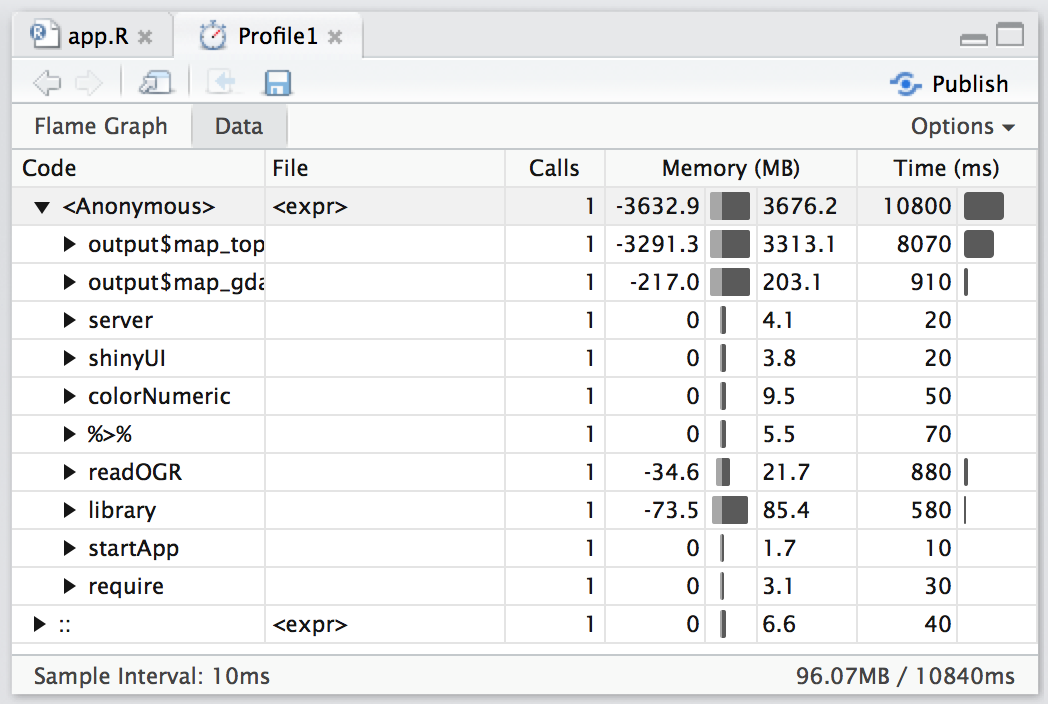 app.R Profile1
Publish
Flame Graph Data Options
Code File Calls Memory (MB) Time (ms)
<Anonymous> <expr> 1 -3632.9 3676.2 10800
output$map_top 1 -3291.3 3313.1 8070
output$map_gda 1 -217.0 203.1 910
server 1 0 4.1 20
shinyUI 1 0 3.8 20
colorNumeric 1 0 9.5 50
%>% 1 0 5.5 70
readOGR 1 -34.6 21.7 880
library 1 -73.5 85.4 580
startApp 1 0 1.7 10
require 1 0 3.1 30
:: <expr> 1 0 6.6 40
Sample Interval: 10ms 96.07MB / 10840ms